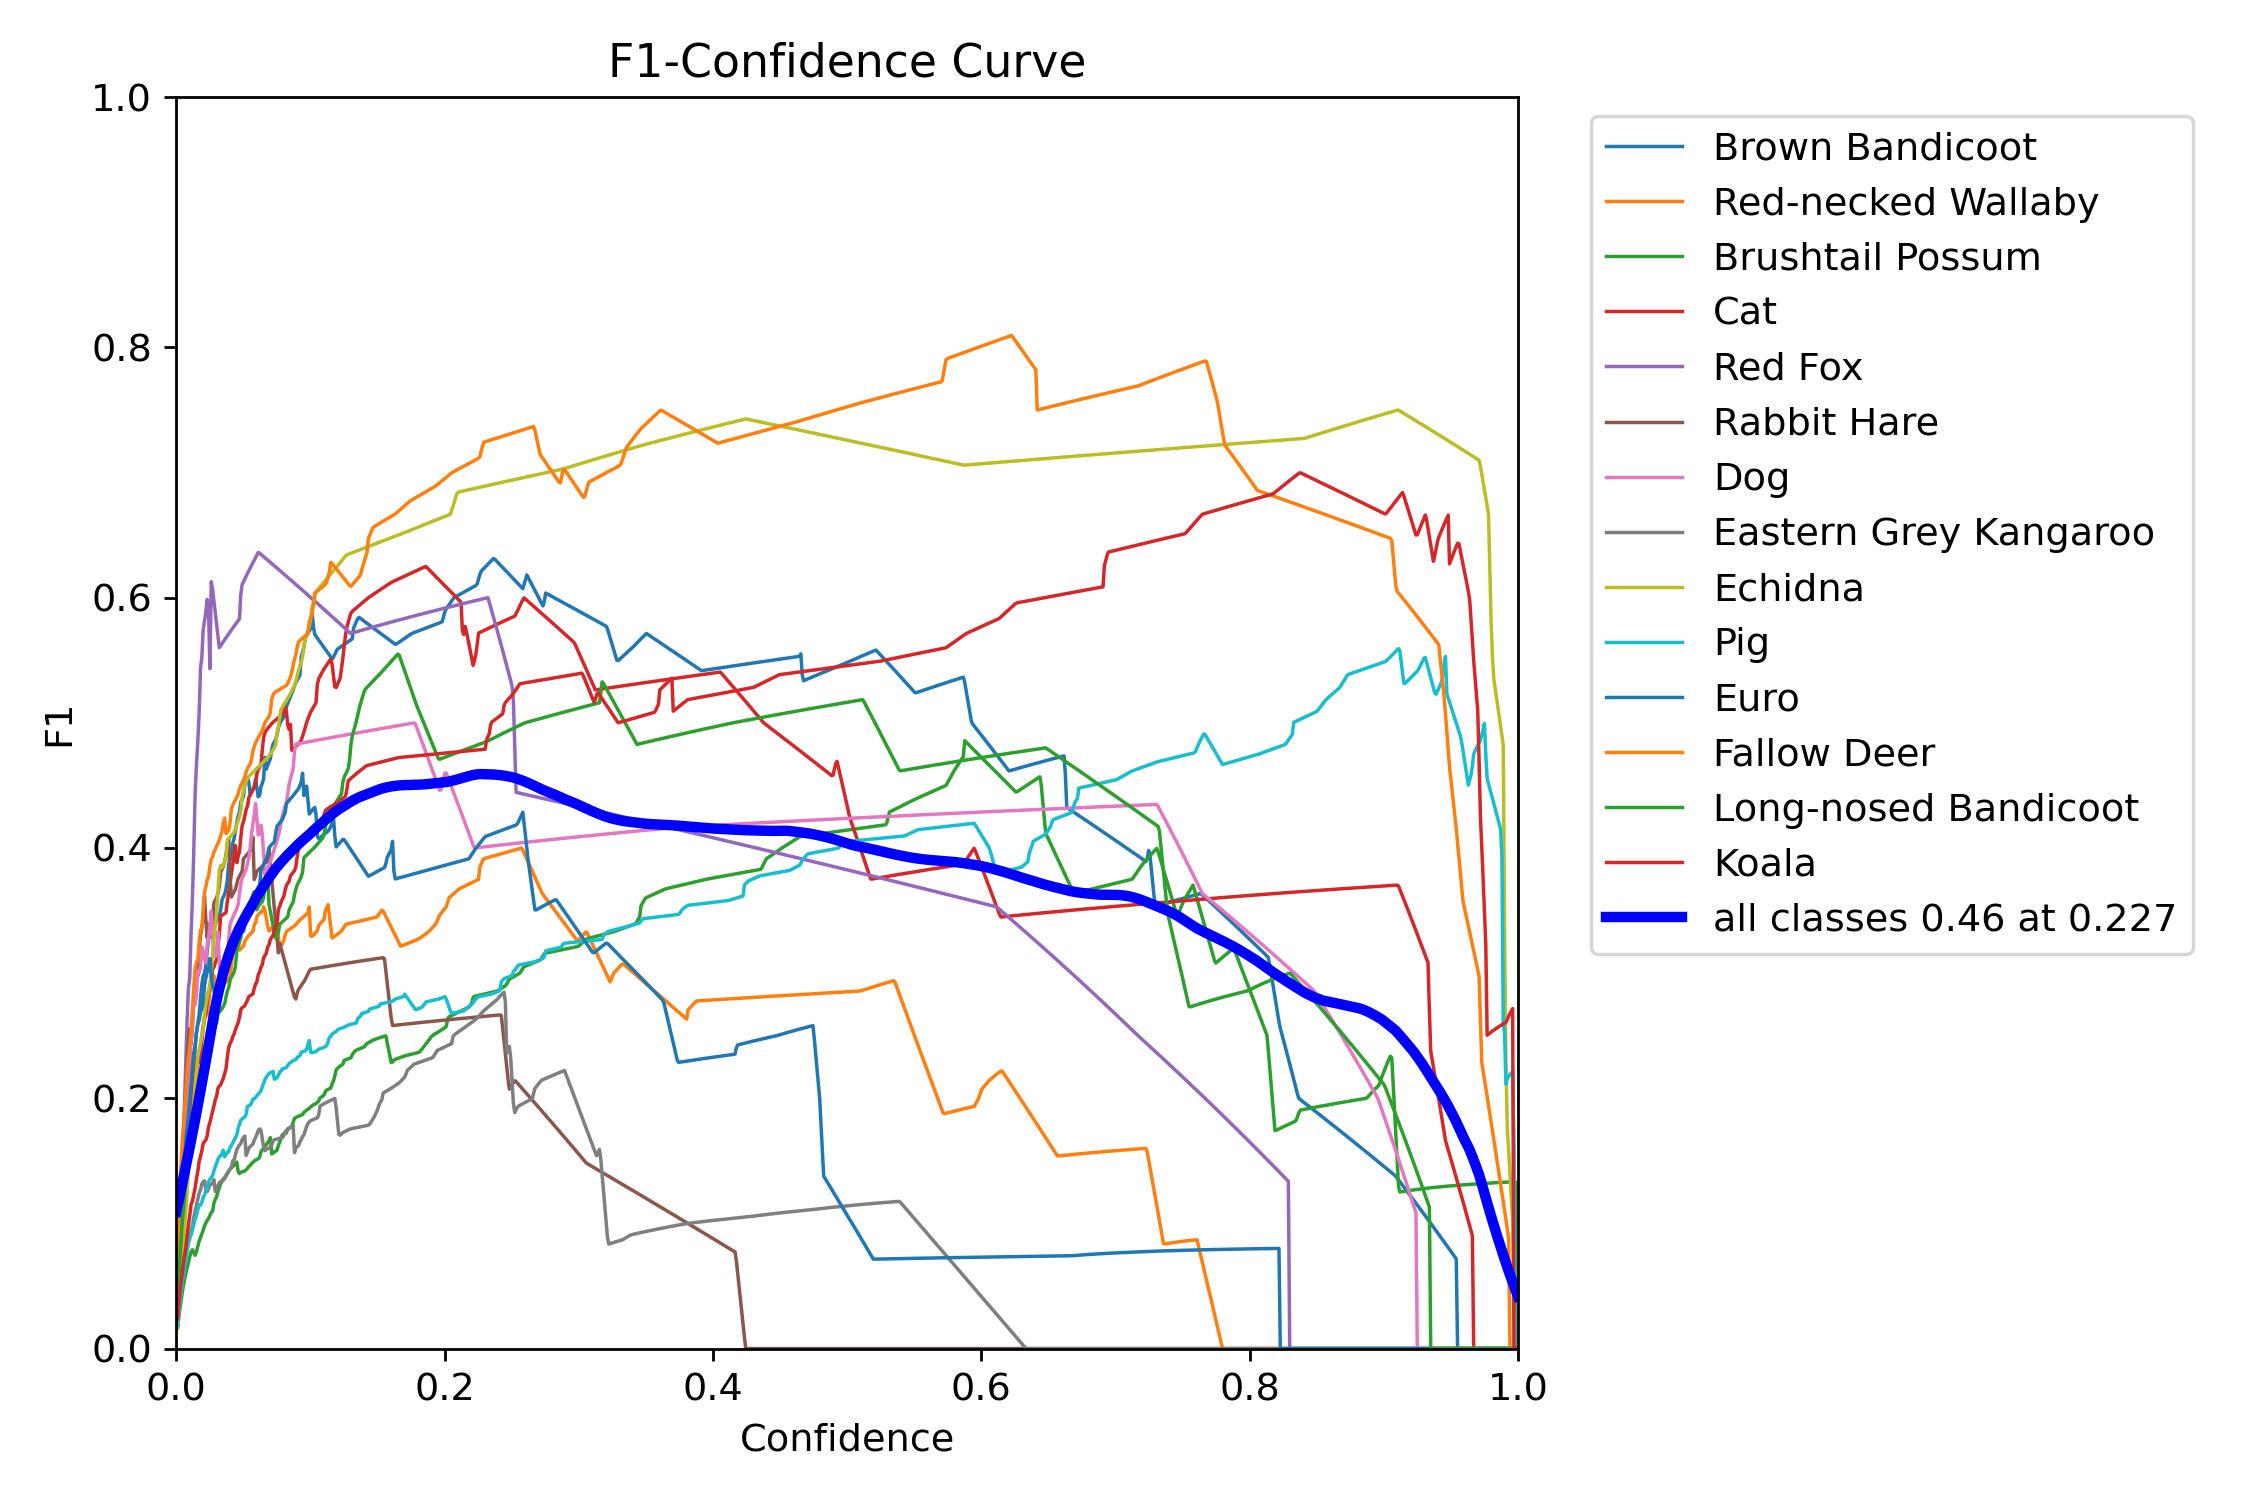 F1-Confidence Curve
1.0
0.8
0.6
0.4
0.2
0.0
F1
0.0 0.2 0.4 0.6 0.8 1.0
Confidence
Brown Bandicoot
Red-necked Wallaby
Brushtail Possum
Cat
Red Fox
Rabbit Hare
Dog
Eastern Grey Kangaroo
Echidna
Pig
Euro
Fallow Deer
Long-nosed Bandicoot
Koala
all classes 0.46 at 0.227